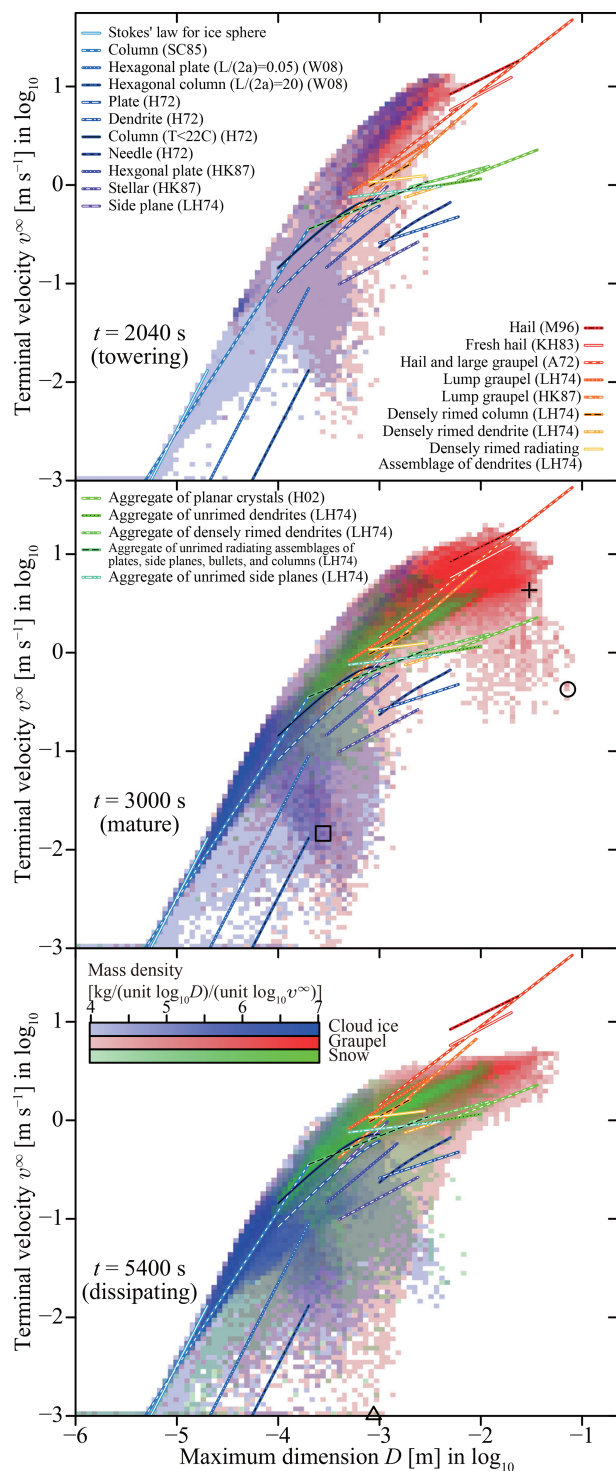 Terminal velocity v∞ [m s⁻¹] in log₁₀
1
0
−1
−2
−3
Stokes' law for ice sphere
Column (SC85)
Hexagonal plate (L/(2a)=0.05) (W08)
Hexagonal column (L/(2a)=20) (W08)
Plate (H72)
Dendrite (H72)
Column (T<22C) (H72)
Needle (H72)
Hexgonal plate (HK87)
Stellar (HK87)
Side plane (LH74)
t = 2040 s
(towering)
Hail (M96)
Fresh hail (KH83)
Hail and large graupel (A72)
Lump graupel (LH74)
Lump graupel (HK87)
Densely rimed column (LH74)
Densely rimed dendrite (LH74)
Densely rimed radiating
Assemblage of dendrites (LH74)
Terminal velocity v∞ [m s⁻¹] in log₁₀
1
0
−1
−2
−3
Aggregate of planar crystals (H02)
Aggregate of unrimed dendrites (LH74)
Aggregate of densely rimed dendrites (LH74)
Aggregate of unrimed radiating assemblages of
plates, side planes, bullets, and columns (LH74)
Aggregate of unrimed side planes (LH74)
t = 3000 s
(mature)
Terminal velocity v∞ [m s⁻¹] in log₁₀
1
0
−1
−2
−3
Mass density
[kg/(unit log₁₀D)/(unit log₁₀v∞)]
4 5 6 7
Cloud ice
Graupel
Snow
t = 5400 s
(dissipating)
−6 −5 −4 −3 −2 −1 0
Maximum dimension D [m] in log₁₀